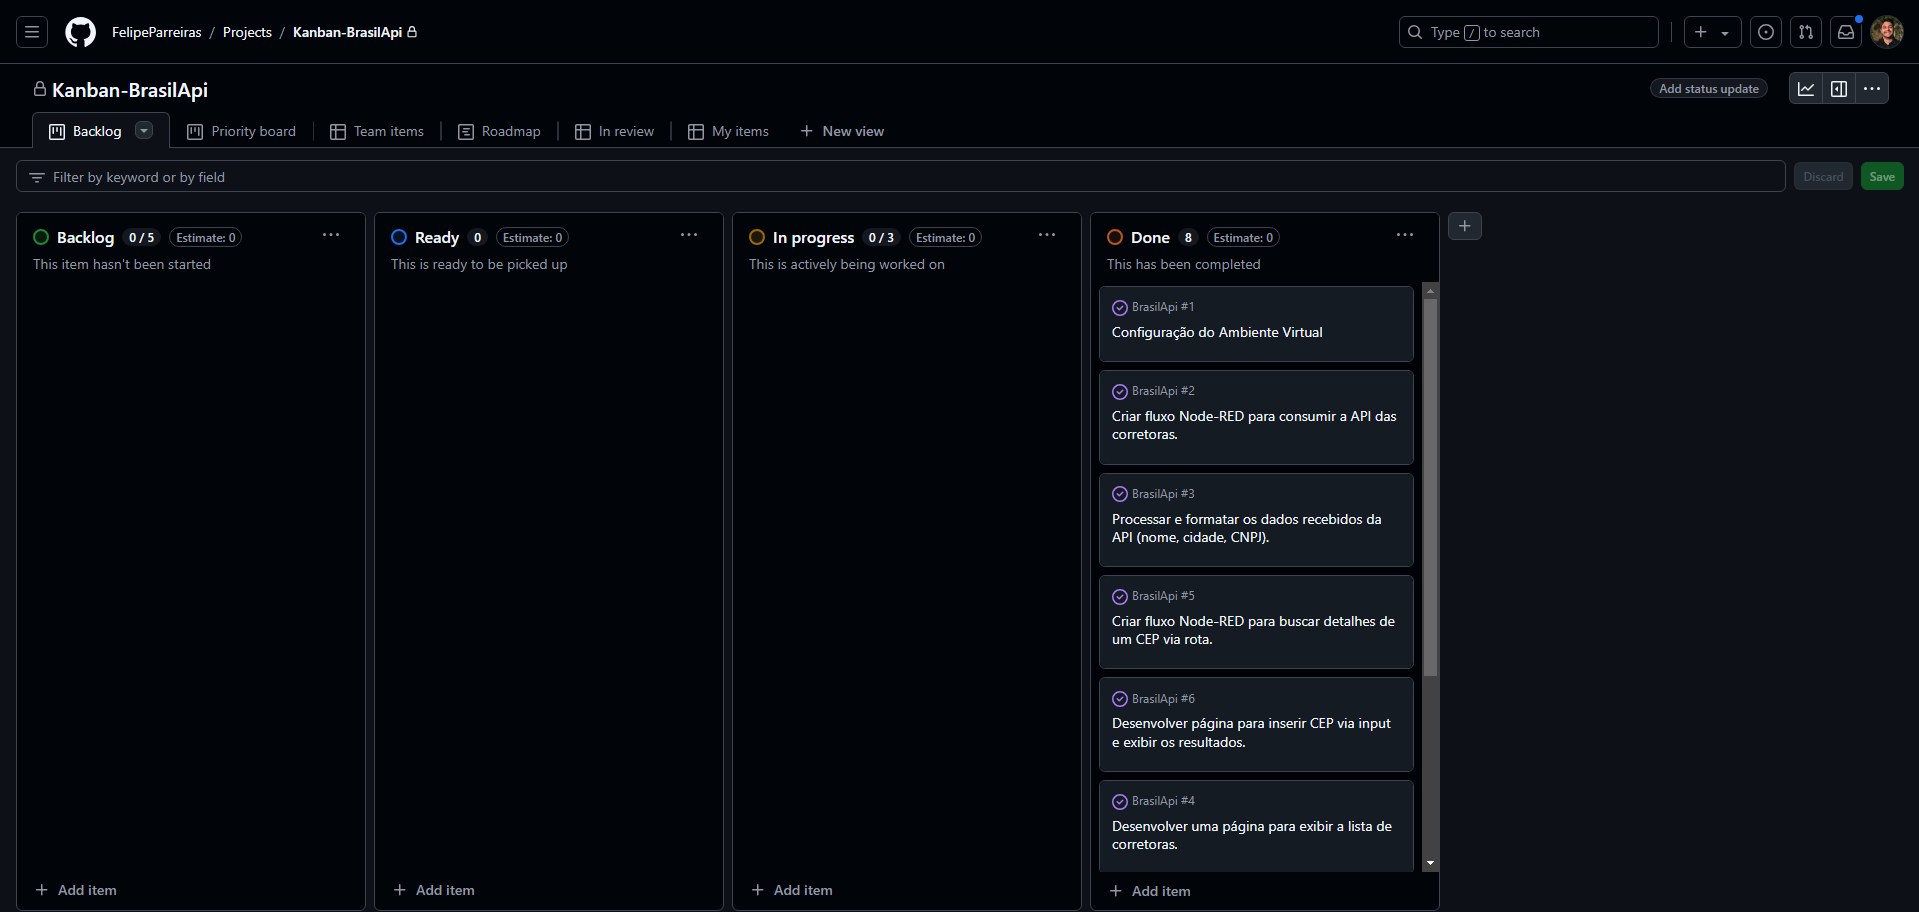 FelipeParreiras / Projects / Kanban-BrasilApi
Type / to search
Kanban-BrasilApi
Add status update
Backlog
Priority board
Team items
Roadmap
In review
My items
New view
Filter by keyword or by field
Discard
Save
Backlog 0 / 5 Estimate: 0
This item hasn't been started
Add item
Ready 0 Estimate: 0
This is ready to be picked up
Add item
In progress 0 / 3 Estimate: 0
This is actively being worked on
Add item
Done 8 Estimate: 0
This has been completed
BrasilApi #1
Configuração do Ambiente Virtual
BrasilApi #2
Criar fluxo Node-RED para consumir a API das
corretoras.
BrasilApi #3
Processar e formatar os dados recebidos da
API (nome, cidade, CNPJ).
BrasilApi #5
Criar fluxo Node-RED para buscar detalhes de
um CEP via rota.
BrasilApi #6
Desenvolver página para inserir CEP via input
e exibir os resultados.
BrasilApi #4
Desenvolver uma página para exibir a lista de
corretoras.
Add item